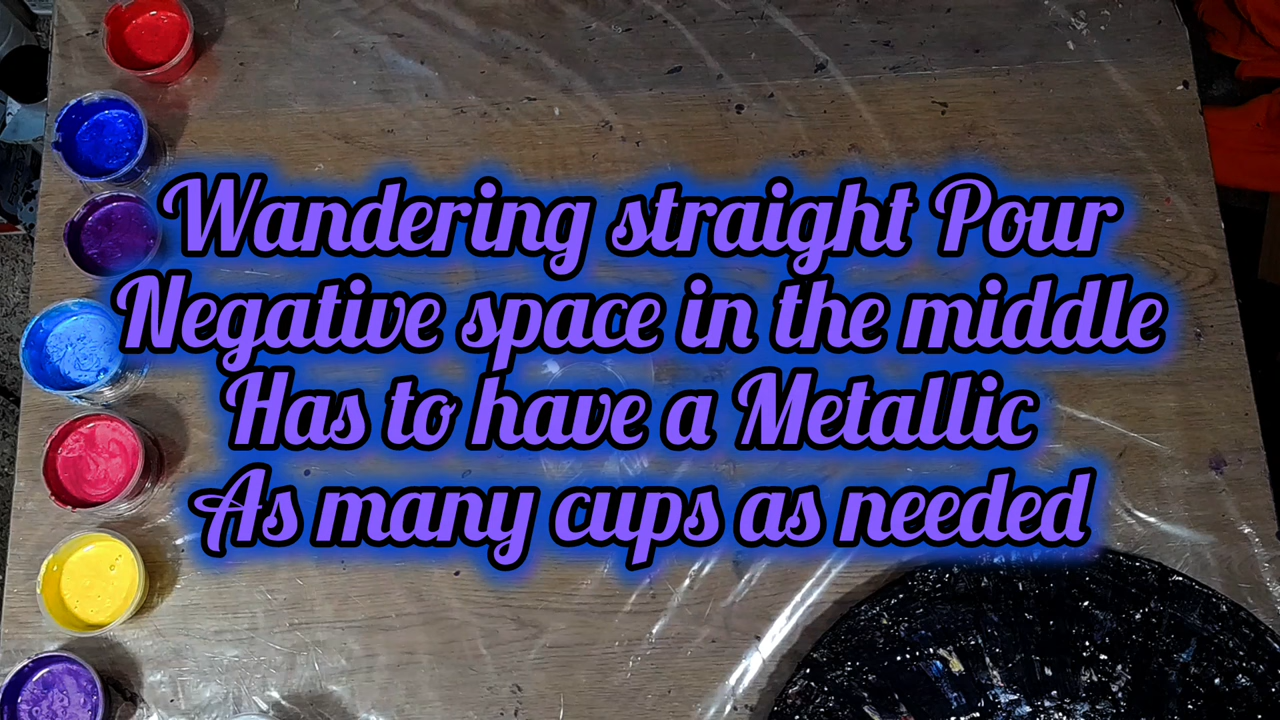 Wandering straight Pour
Negative space in the middle
Has to have a Metallic
As many cups as needed